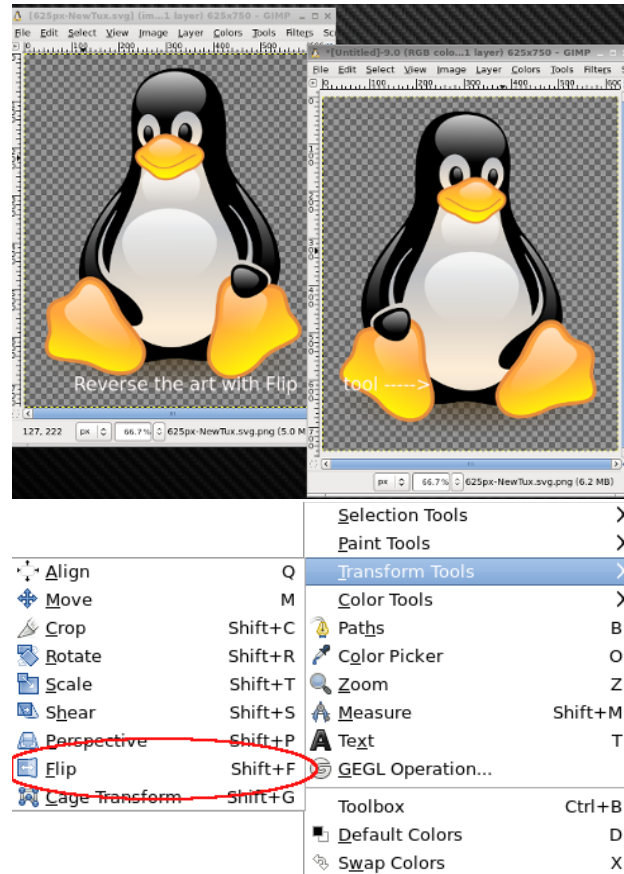 [625px-NewTux.svg] (im...1 layer) 625x750 – GIMP
File Edit Select View Image Layer Colors Tools Filters
*[Untitled]-9.0 (RGB colo...1 layer) 625x750 – GIMP
File Edit Select View Image Layer Colors Tools Filters
Reverse the art with Flip tool ----->
127, 222 px 66.7% 625px-NewTux.svg.png (5.0 M
px 66.7% 625px-NewTux.svg.png (6.2 MB)
Selection Tools
Paint Tools
Transform Tools
Color Tools
Paths B
Color Picker O
Zoom Z
Measure Shift+M
Text T
GEGL Operation...
Toolbox Ctrl+B
Default Colors D
Swap Colors X
Align Q
Move M
Crop Shift+C
Rotate Shift+R
Scale Shift+T
Shear Shift+S
Perspective Shift+P
Flip Shift+F
Cage Transform Shift+G